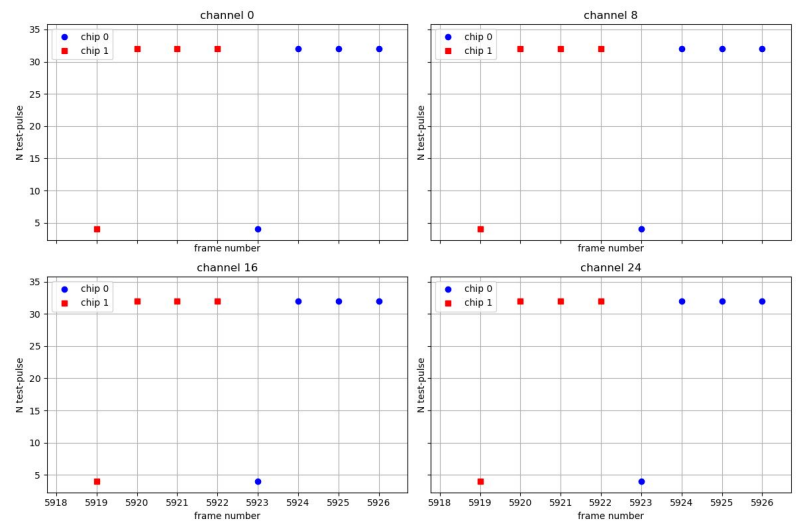 channel 0
35
30
25
20
15
10
5
N test-pulse
chip 0
chip 1
frame number
channel 8
N test-pulse
chip 0
chip 1
frame number
channel 16
35
30
25
20
15
10
5
N test-pulse
chip 0
chip 1
5918 5919 5920 5921 5922 5923 5924 5925 5926
frame number
channel 24
N test-pulse
chip 0
chip 1
5918 5919 5920 5921 5922 5923 5924 5925 5926
frame number